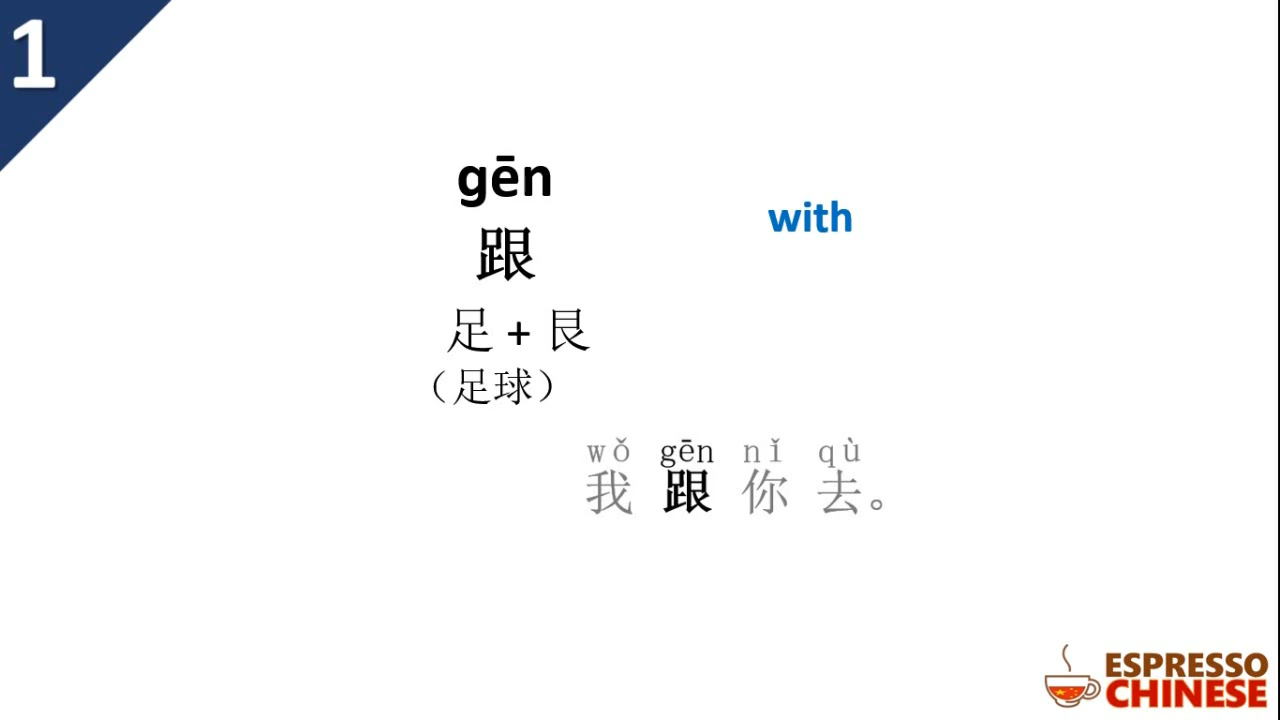 1
gēn
with
跟
足 + 艮
（足球）
wǒ gēn nǐ qù
我 跟 你 去。
ESPRESSO
CHINESE